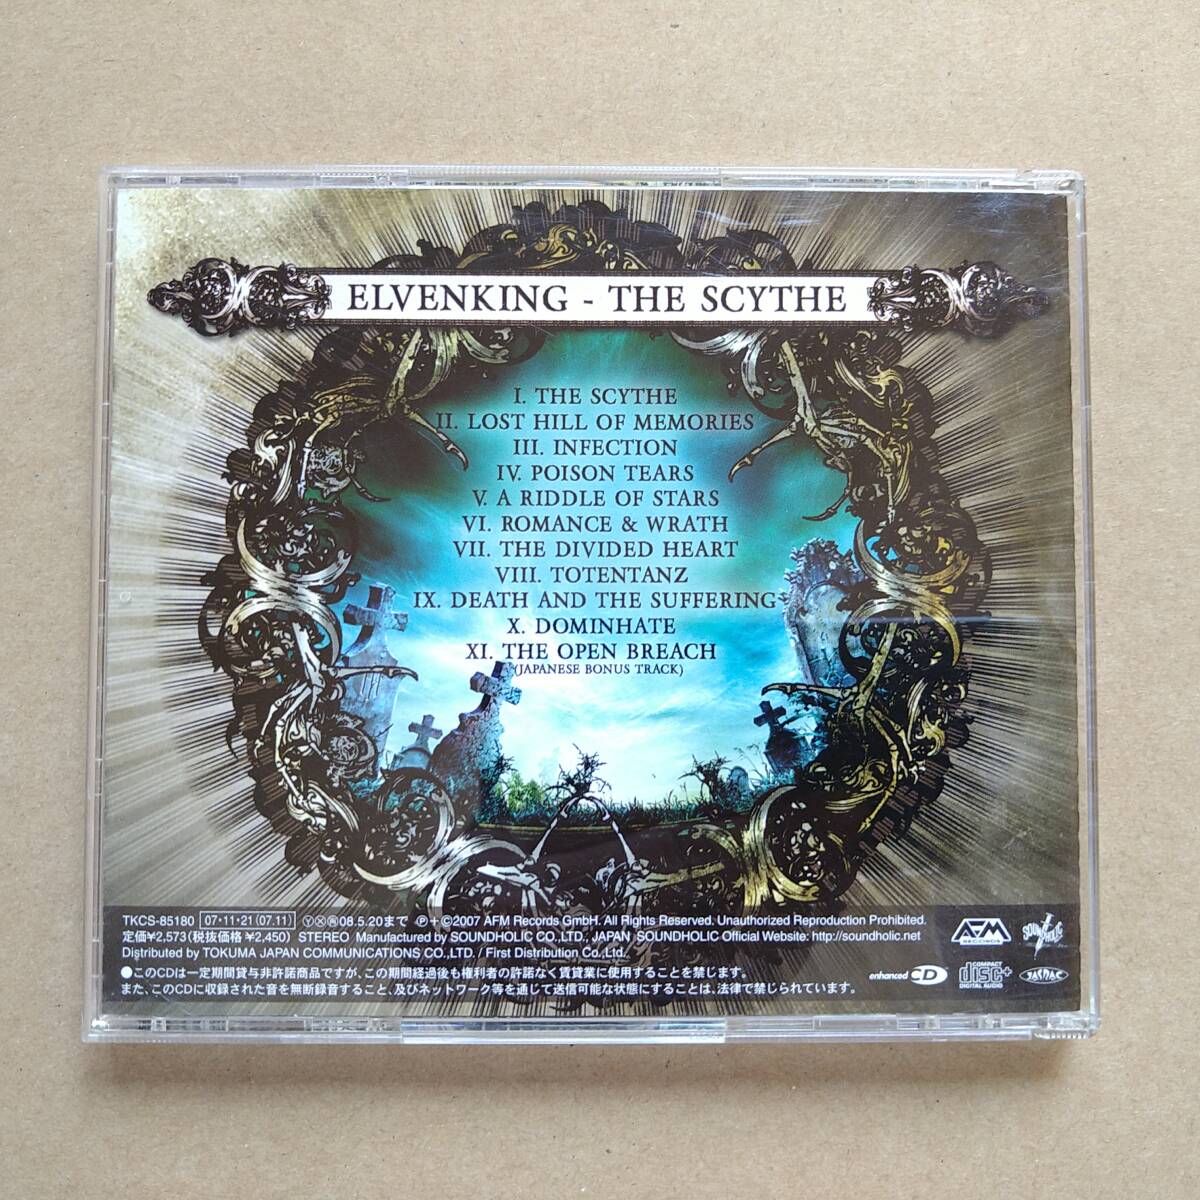 ELVENKING - THE SCYTHE
I. THE SCYTHE
II. LOST HILL OF MEMORIES
III. INFECTION
IV. POISON TEARS
V. A RIDDLE OF STARS
VI. ROMANCE & WRATH
VII. THE DIVIDED HEART
VIII. TOTENTANZ
IX. DEATH AND THE SUFFERING
X. DOMINHATE
XI. THE OPEN BREACH
(JAPANESE BONUS TRACK)
TKCS-85180 07・11・21(07.11) 08.5.20まで Ⓟ+©2007 AFM Records GmbH. All Rights Reserved. Unauthorized Reproduction Prohibited.
定価¥2,573(税抜価格 ¥2,450) STEREO Manufactured by SOUNDHOLIC CO.,LTD., JAPAN SOUNDHOLIC Official Website: http://soundholic.net
Distributed by TOKUMA JAPAN COMMUNICATIONS CO.,LTD. / First Distribution Co.,Ltd.
●このCDは一定期間貸与非許諾商品ですが、この期間経過後も権利者の許諾なく賃貸業に使用することを禁じます。
また、このCDに収録された音を無断録音すること、及びネットワーク等を通じて送信可能な状態にすることは、法律で禁じられています。
AFM
RECORDS
SOUNDHOLIC
enhanced CD
COMPACT
disc+
DIGITAL AUDIO
JASRAC